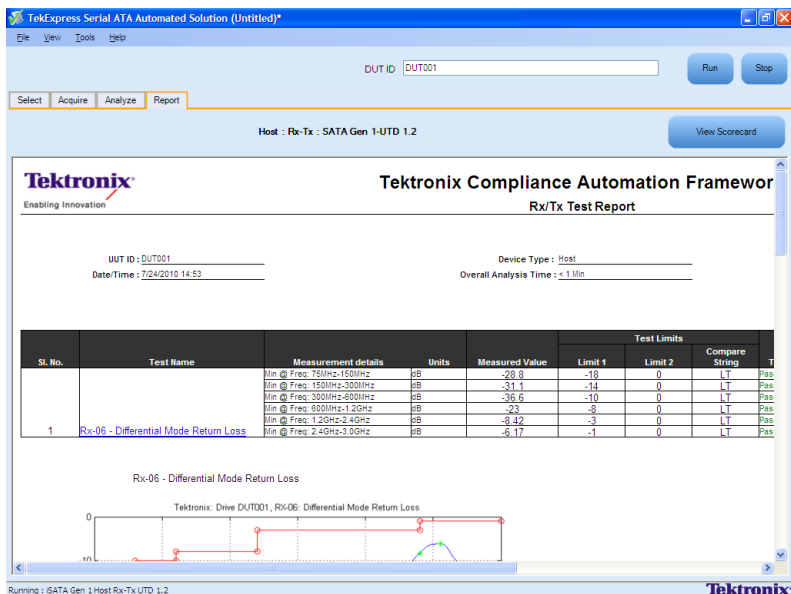 TekExpress Serial ATA Automated Solution (Untitled)*
File View Tools Help
DUT ID DUT001 Run Stop
Select Acquire Analyze Report
Host : Rx-Tx : SATA Gen 1-UTD 1.2 View Scorecard
Tektronix
Enabling Innovation
Tektronix Compliance Automation Framewor
Rx/Tx Test Report
UUT ID : DUT001 Device Type : Host
Date/Time : 7/24/2010 14:53 Overall Analysis Time : < 1 Min
Test Limits
Sl. No. Test Name Measurement details Units Measured Value Limit 1 Limit 2 Compare String T
Min @ Freq: 75MHz-150MHz dB -28.8 -18 0 LT Pas
Min @ Freq: 150MHz-300MHz dB -31.1 -14 0 LT Pas
Min @ Freq: 300MHz-600MHz dB -36.6 -10 0 LT Pas
Min @ Freq: 600MHz-1.2GHz dB -23 -8 0 LT Pas
Min @ Freq: 1.2GHz-2.4GHz dB -8.42 -3 0 LT Pas
1 Rx-06 - Differential Mode Return Loss Min @ Freq: 2.4GHz-3.0GHz dB -6.17 -1 0 LT Pas
Rx-06 - Differential Mode Return Loss
Tektronix: Drive DUT001, RX-06: Differential Mode Return Loss
0
-10
Running : iSATA Gen 1 Host Rx-Tx UTD 1.2 Tektronix